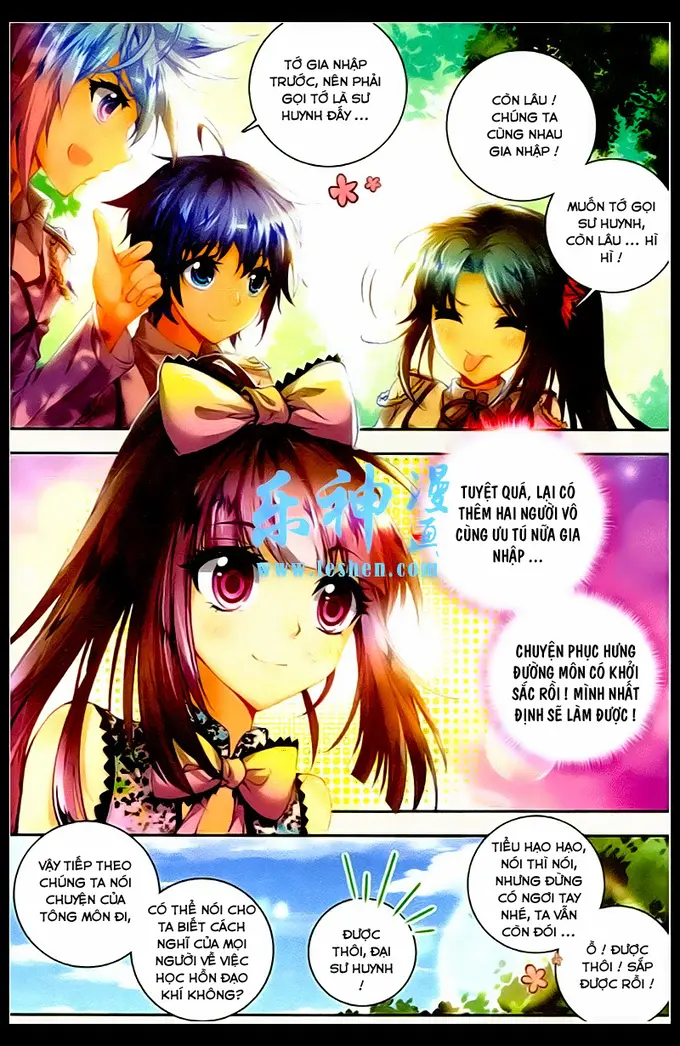 TỚ GIA NHẬP
TRƯỚC, NÊN PHẢI
GỌI TỚ LÀ SƯ
HUYNH ĐẤY ...
CÒN LÂU !
CHÚNG TA
CÙNG NHAU
GIA NHẬP !
MUỐN TỚ GỌI
SƯ HUYNH,
CÒN LÂU ... HÌ
HÌ !
TUYỆT QUÁ, LẠI CÓ
THÊM HAI NGƯỜI VÔ
CÙNG ƯU TÚ NỮA GIA
NHẬP ...
乐神漫画
www.leshen.com
CHUYỆN PHỤC HƯNG
ĐƯỜNG MÔN CÓ KHỞI
SẮC RỒI ! MÌNH NHẤT
ĐỊNH SẼ LÀM ĐƯỢC !
VẬY TIẾP THEO
CHÚNG TA NÓI
CHUYỆN CỦA
TÔNG MÔN ĐI,
CÓ THỂ NÓI CHO
TA BIẾT CÁCH
NGHĨ CỦA MỌI
NGƯỜI VỀ VIỆC
HỌC HỒN ĐẠO
KHÍ KHÔNG?
ĐƯỢC
THÔI, ĐẠI
SƯ HUYNH
!
TIỂU HẠO HẠO,
NÓI THÌ NÓI,
NHƯNG ĐỪNG
CÓ NGƠI TAY
NHÉ, TA VẪN
CÒN ĐÓI ...
Ồ ! ĐƯỢC
THÔI ! SẮP
ĐƯỢC RỒI !